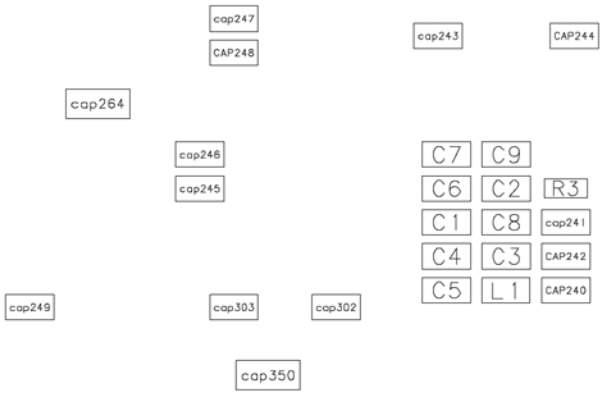 cap247
cap243 CAP244
CAP248
cap264
cap246 C7 C9
cap245 C6 C2 R3
C1 C8 cap241
C4 C3 CAP242
C5 L1 CAP240
cap249 cap303 cap302
cap350